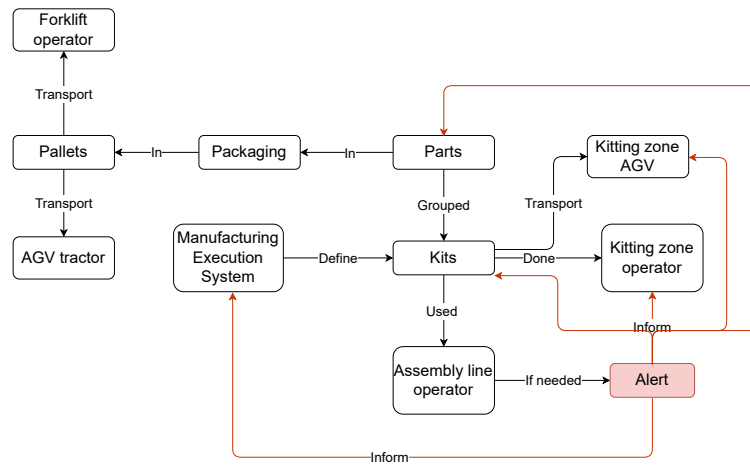 Forklift
operator
Transport
Pallets
In
Packaging
In
Parts
Kitting zone
AGV
Transport
Grouped
Transport
AGV tractor
Manufacturing
Execution
System
Define
Kits
Done
Kitting zone
operator
Used
Inform
Assembly line
operator
If needed
Alert
Inform